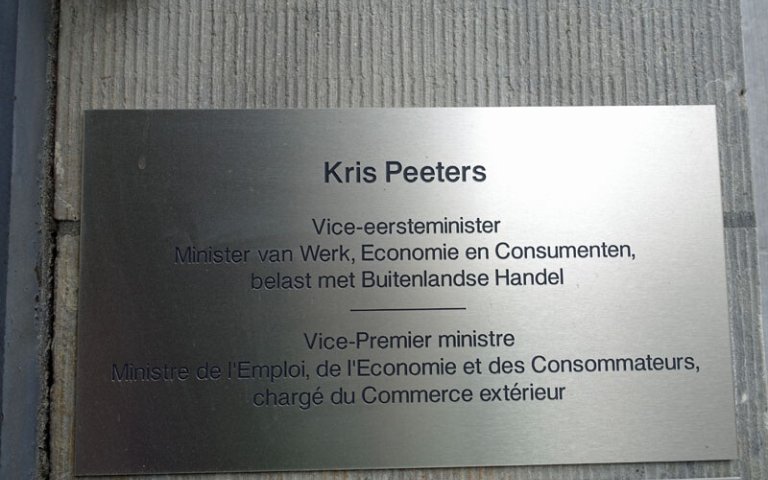 Kris Peeters
Vice-eersteminister
Minister van Werk, Economie en Consumenten,
belast met Buitenlandse Handel
Vice-Premier ministre
Ministre de l'Emploi, de l'Economie et des Consommateurs,
chargé du Commerce extérieur